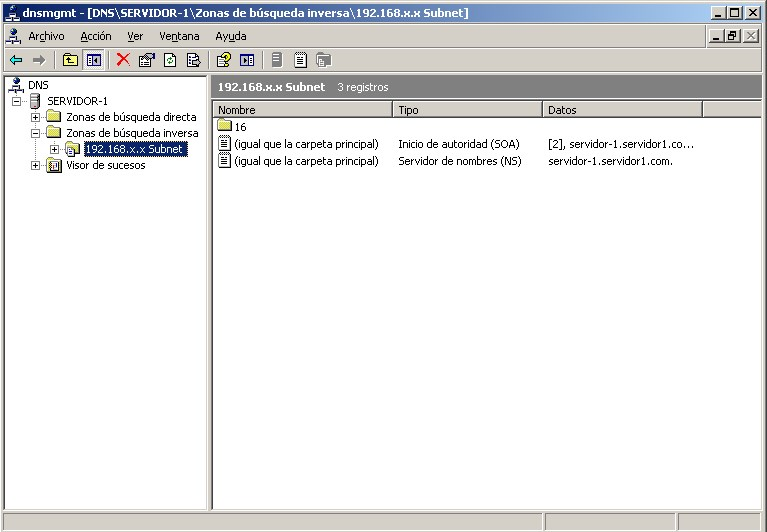 dnsmgmt - [DNS\SERVIDOR-1\Zonas de búsqueda inversa\192.168.x.x Subnet]
Archivo Acción Ver Ventana Ayuda
DNS
SERVIDOR-1
Zonas de búsqueda directa
Zonas de búsqueda inversa
192.168.x.x Subnet
Visor de sucesos
192.168.x.x Subnet 3 registros
Nombre Tipo Datos
16
(igual que la carpeta principal) Inicio de autoridad (SOA) [2], servidor-1.servidor1.co...
(igual que la carpeta principal) Servidor de nombres (NS) servidor-1.servidor1.com.